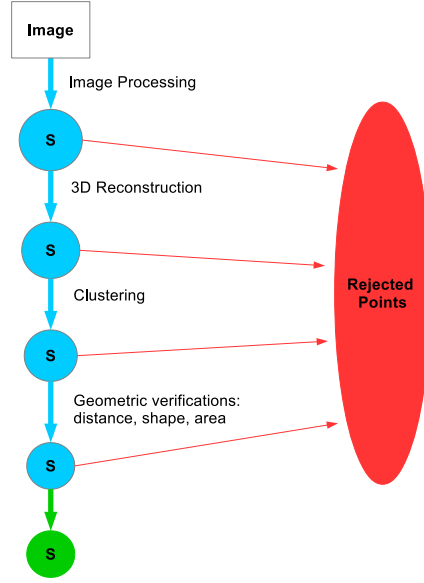 Image
Image Processing
S
3D Reconstruction
S
Clustering
Rejected
Points
S
Geometric verifications:
distance, shape, area
S
S